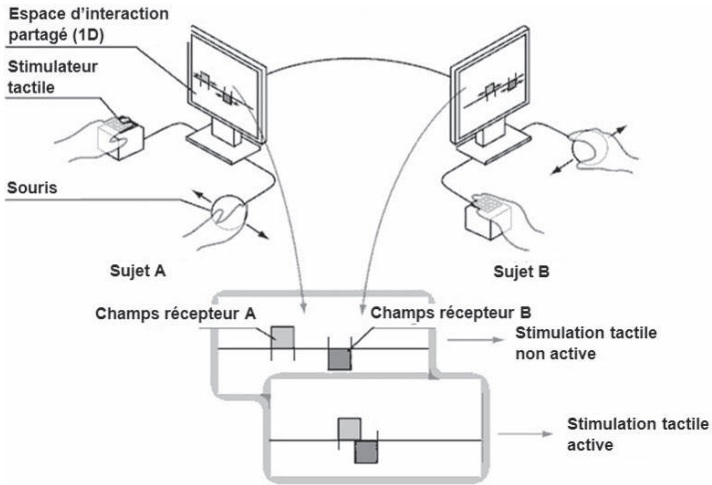 Espace d'interaction
partagé (1D)
Stimulateur
tactile
Souris
Sujet A
Sujet B
Champs récepteur A
Champs récepteur B
Stimulation tactile
non active
Stimulation tactile
active